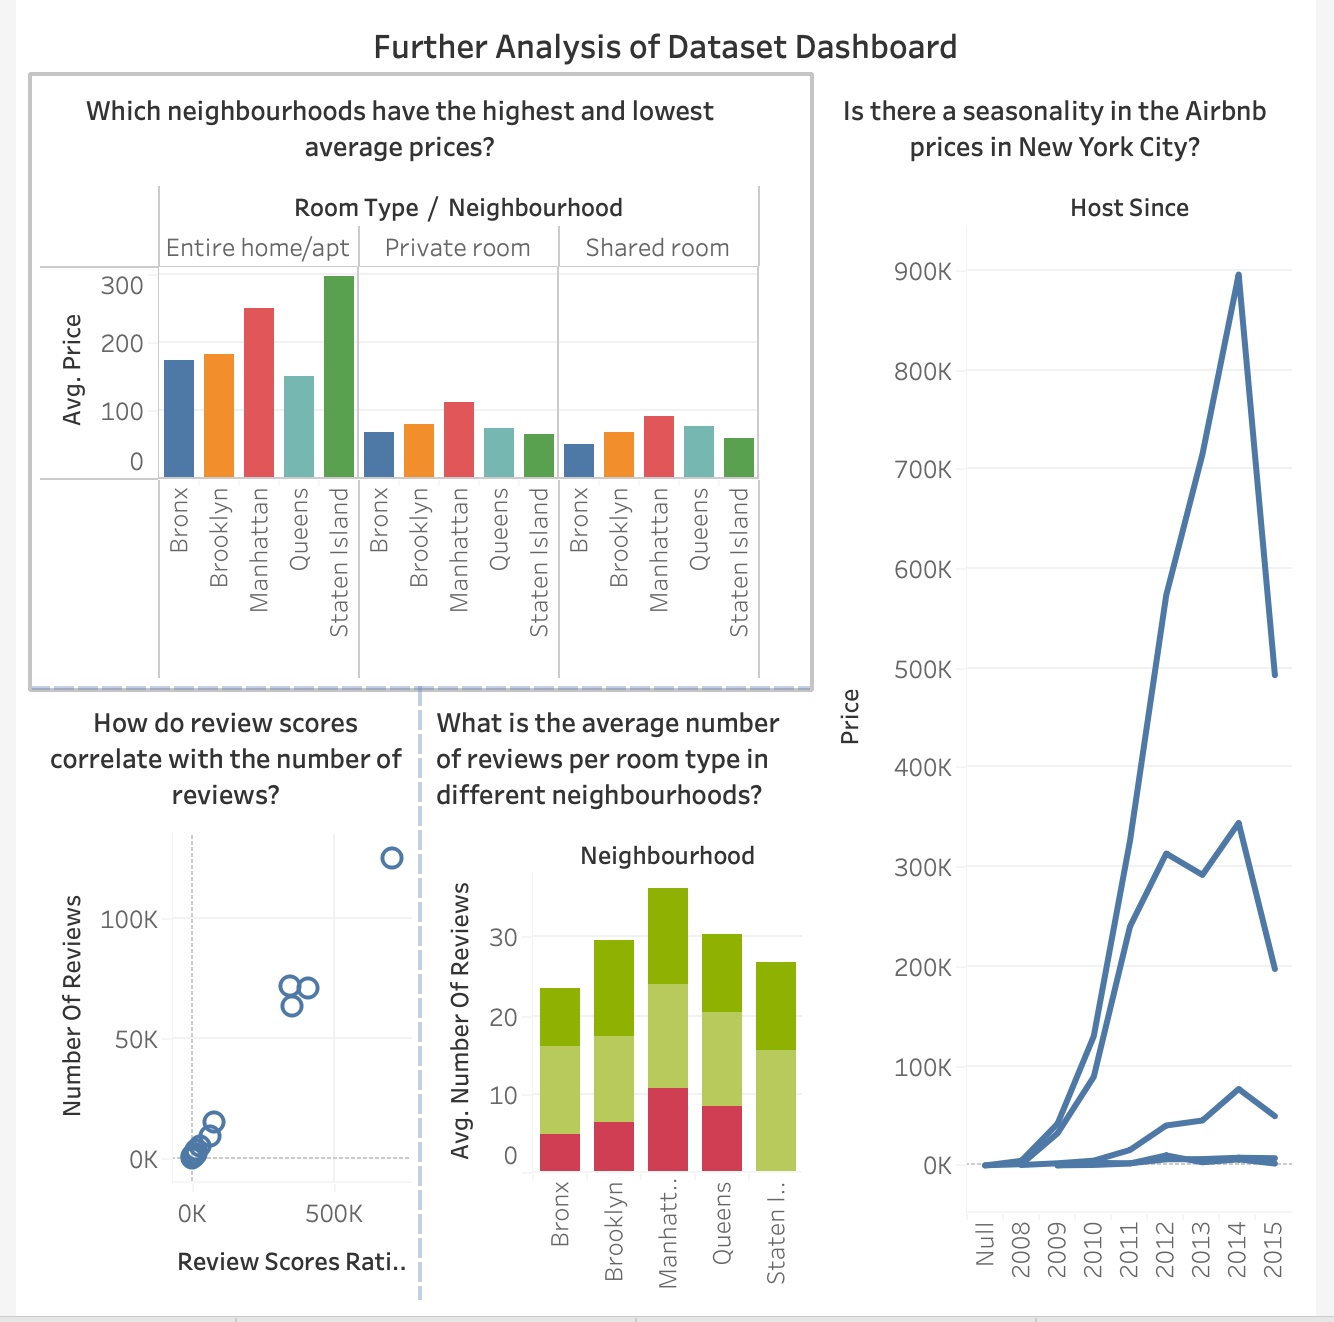 Further Analysis of Dataset Dashboard
Which neighbourhoods have the highest and lowest
average prices?
Room Type / Neighbourhood
Entire home/apt
Private room
Shared room
Avg. Price
300
200
100
0
Bronx
Brooklyn
Manhattan
Queens
Staten Island
Bronx
Brooklyn
Manhattan
Queens
Staten Island
Bronx
Brooklyn
Manhattan
Queens
Staten Island
How do review scores
correlate with the number of
reviews?
Number Of Reviews
100K
50K
0K
0K
500K
Review Scores Rati..
What is the average number
of reviews per room type in
different neighbourhoods?
Neighbourhood
Avg. Number Of Reviews
30
20
10
0
Bronx
Brooklyn
Manhatt..
Queens
Staten I..
Is there a seasonality in the Airbnb
prices in New York City?
Host Since
Price
900K
800K
700K
600K
500K
400K
300K
200K
100K
0K
Null
2008
2009
2010
2011
2012
2013
2014
2015